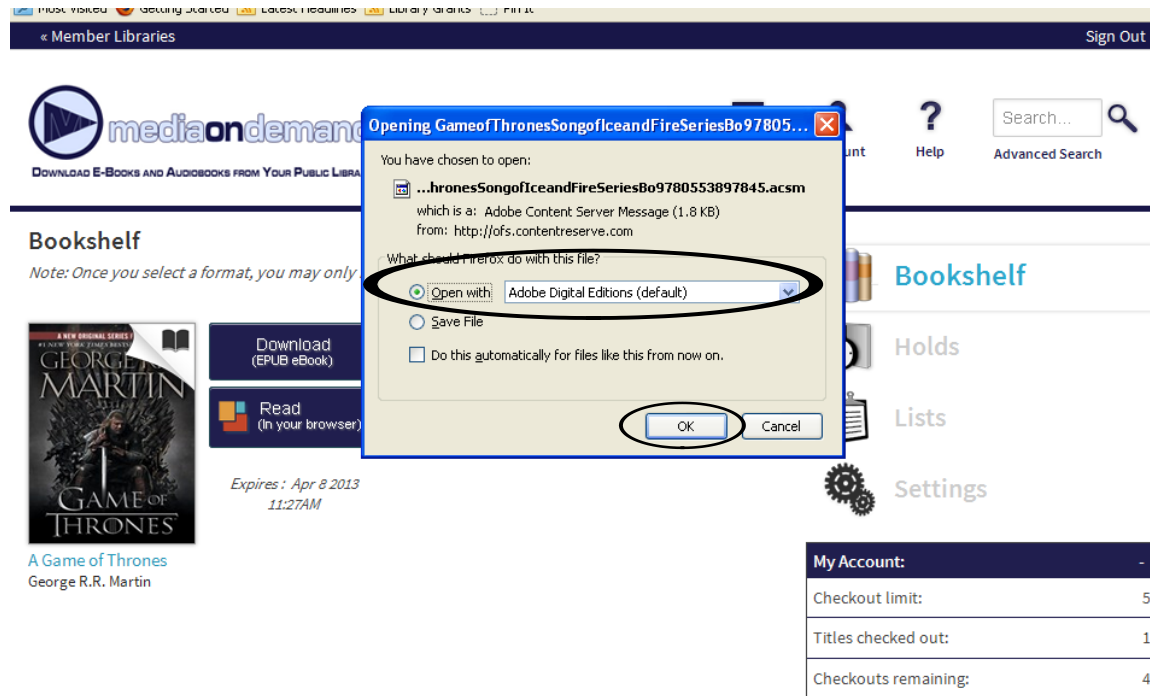 Most Visited Getting Started Latest Headlines Library Grants Pin It
« Member Libraries Sign Out
mediaondemand
DOWNLOAD E-BOOKS AND AUDIOBOOKS FROM YOUR PUBLIC
Help
Search...
Advanced Search
Opening GameofThronesSongofIceandFireSeriesBo97805...
You have chosen to open:
...hronesSongofIceandFireSeriesBo9780553897845.acsm
which is a: Adobe Content Server Message (1.8 KB)
from: http://ofs.contentreserve.com
What should Firefox do with this file?
Open with Adobe Digital Editions (default)
Save File
Do this automatically for files like this from now on.
OK Cancel
Bookshelf
Note: Once you select a format, you may only
A NEW ORIGINAL SERIES
GEORGE R.R.
MARTIN
GAME OF
THRONES
Download
(EPUB eBook)
Read
(In your browser)
Expires : Apr 8 2013
11:27AM
A Game of Thrones
George R.R. Martin
Bookshelf
Holds
Lists
Settings
My Account: -
Checkout limit: 5
Titles checked out: 1
Checkouts remaining: 4